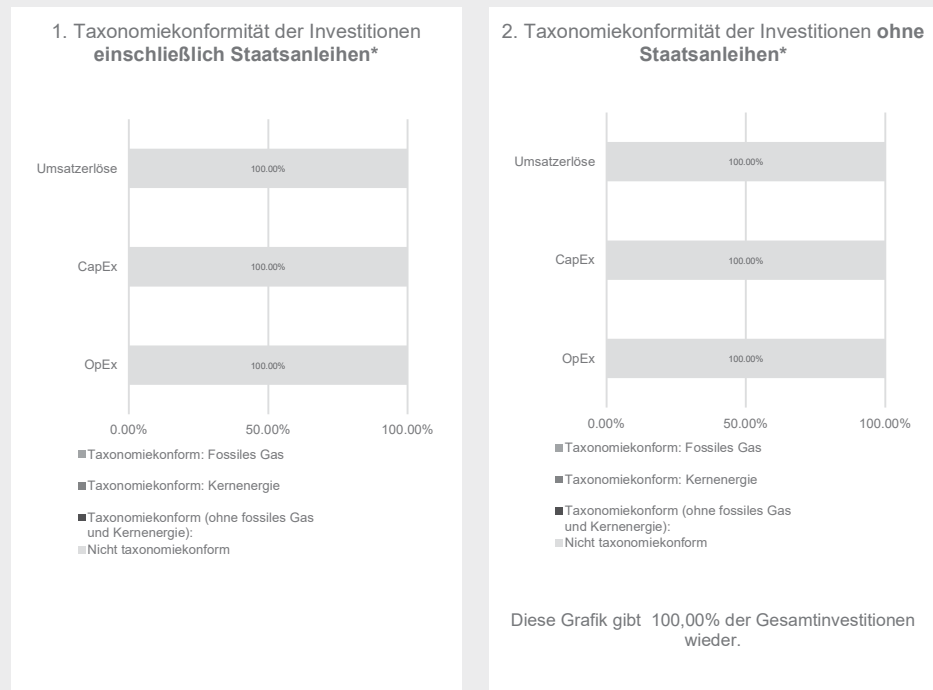 1. Taxonomiekonformität der Investitionen
einschließlich Staatsanleihen*
Umsatzerlöse
100.00%
CapEx
100.00%
OpEx
100.00%
0.00%
50.00%
100.00%
Taxonomiekonform: Fossiles Gas
Taxonomiekonform: Kernenergie
Taxonomiekonform (ohne fossiles Gas
und Kernenergie):
Nicht taxonomiekonform
2. Taxonomiekonformität der Investitionen ohne
Staatsanleihen*
Umsatzerlöse
100.00%
CapEx
100.00%
OpEx
100.00%
0.00%
50.00%
100.00%
Taxonomiekonform: Fossiles Gas
Taxonomiekonform: Kernenergie
Taxonomiekonform (ohne fossiles Gas
und Kernenergie):
Nicht taxonomiekonform
Diese Grafik gibt 100,00% der Gesamtinvestitionen
wieder.